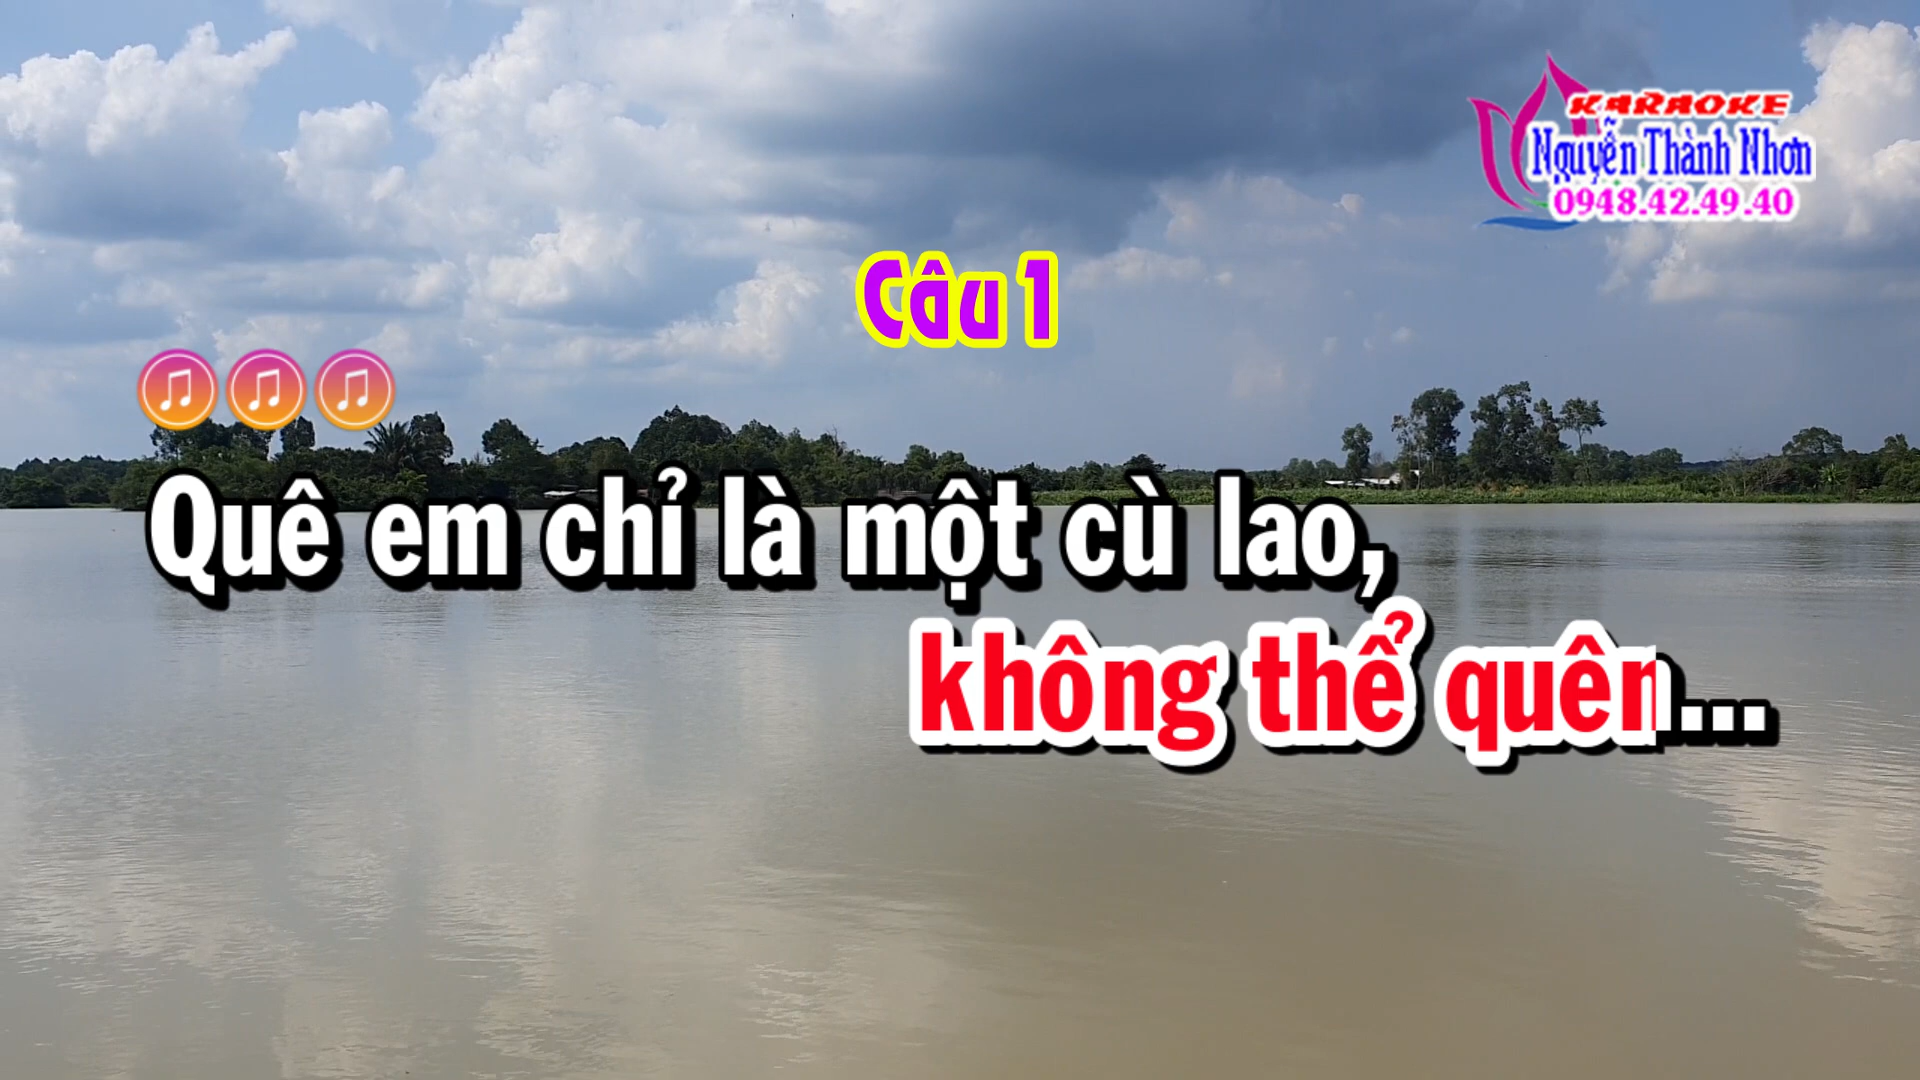 KARAOKE
Nguyễn Thành Nhơn
0948.42.49.40
Câu 1
Quê em chỉ là một cù lao,
không thể quên...